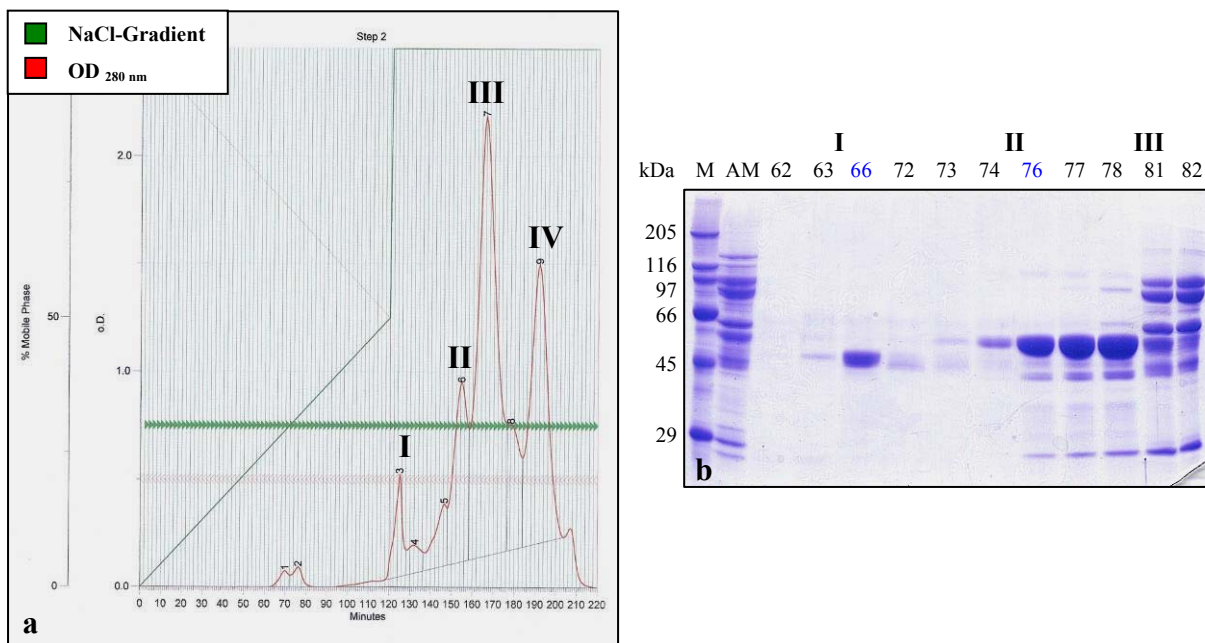 NaCl-Gradient
OD 280 nm
Step 2
% Mobile Phase
50
0
o.D.
2.0
1.0
0.0
I
II
III
IV
1
2
3
4
5
6
7
8
9
0 10 20 30 40 50 60 70 80 90 100 110 120 130 140 150 160 170 180 190 200 210 220
Minutes
a
I II III
kDa M AM 62 63 66 72 73 74 76 77 78 81 82
205
116
97
66
45
29
b